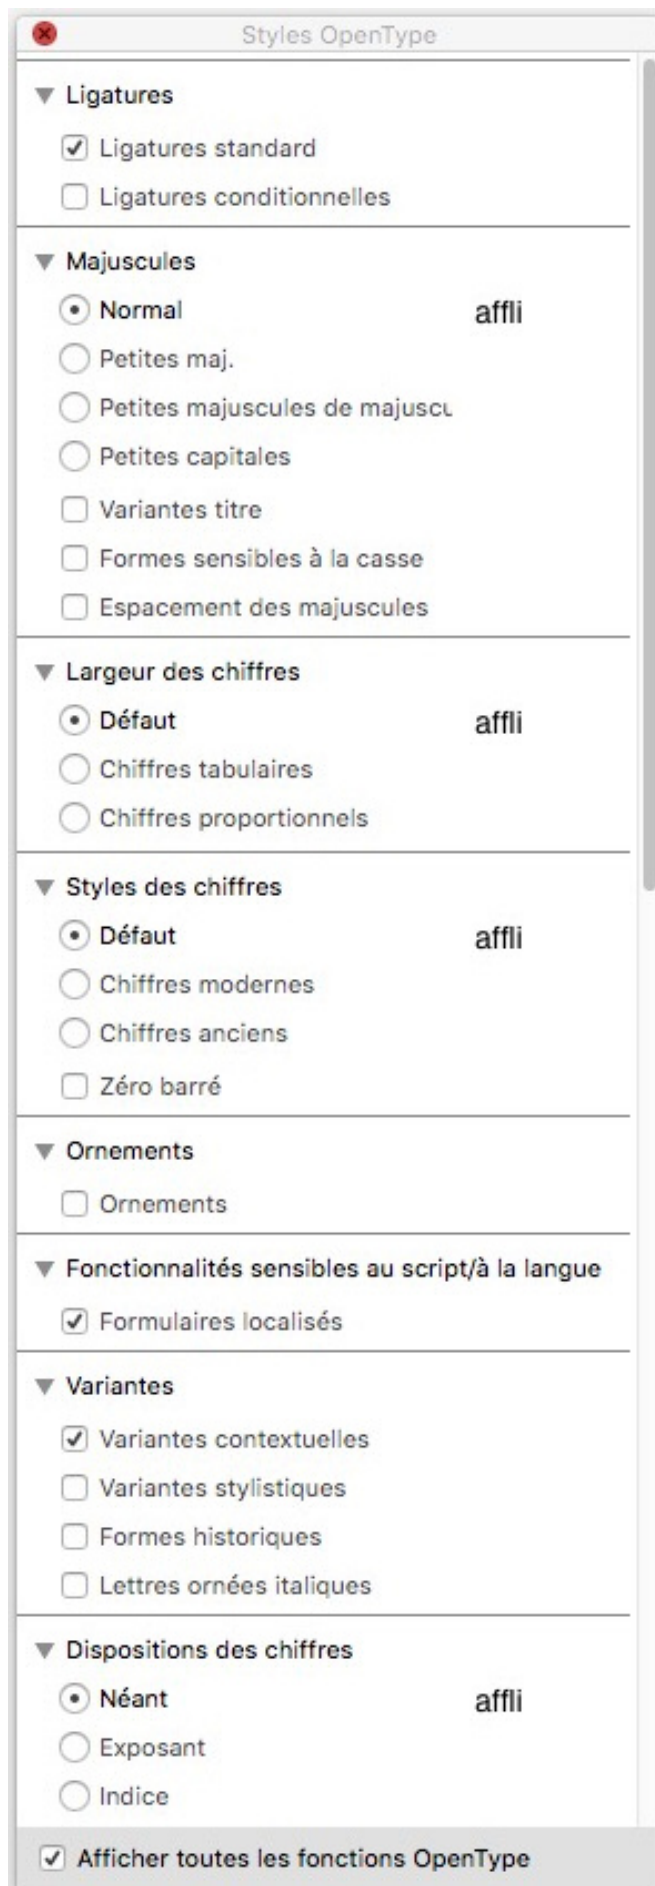 Styles OpenType
Ligatures
Ligatures standard
Ligatures conditionnelles
Majuscules
Normal affli
Petites maj.
Petites majuscules de majuscu
Petites capitales
Variantes titre
Formes sensibles à la casse
Espacement des majuscules
Largeur des chiffres
Défaut affli
Chiffres tabulaires
Chiffres proportionnels
Styles des chiffres
Défaut affli
Chiffres modernes
Chiffres anciens
Zéro barré
Ornements
Ornements
Fonctionnalités sensibles au script/à la langue
Formulaires localisés
Variantes
Variantes contextuelles
Variantes stylistiques
Formes historiques
Lettres ornées italiques
Dispositions des chiffres
Néant affli
Exposant
Indice
Afficher toutes les fonctions OpenType